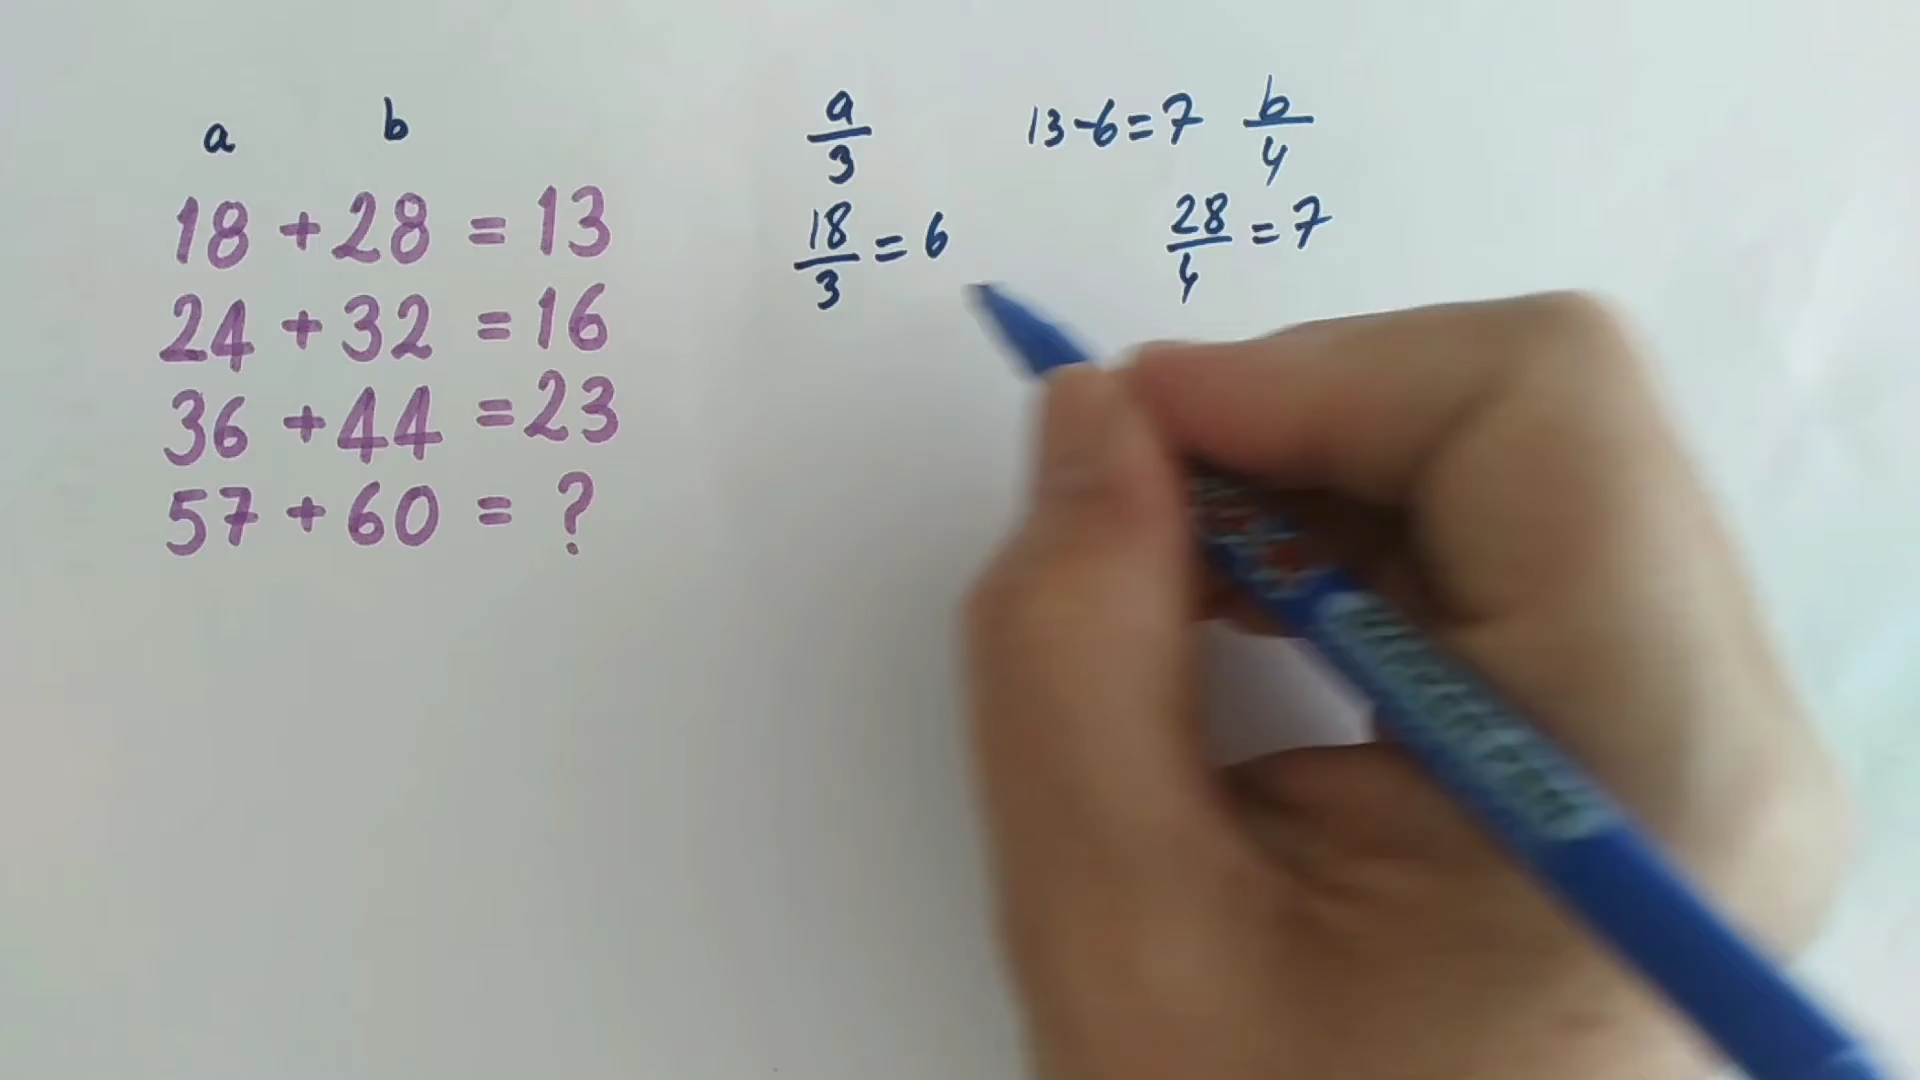 a b
18 + 28 = 13
24 + 32 = 16
36 + 44 = 23
57 + 60 = ?
a/3
18/3 = 6
13-6=7 b/4
28/4 = 7